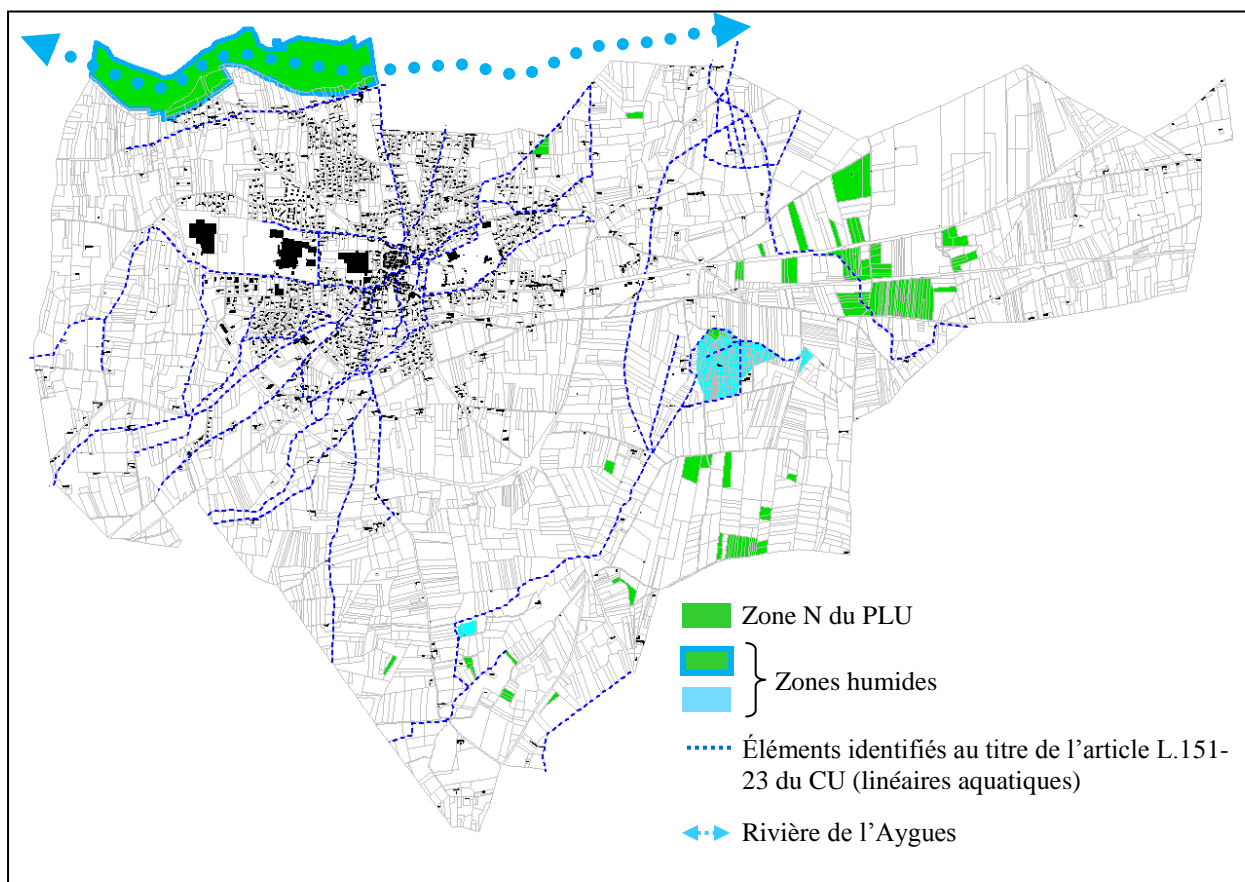 Zone N du PLU
Zones humides
Éléments identifiés au titre de l’article L.151-
23 du CU (linéaires aquatiques)
Rivière de l’Aygues